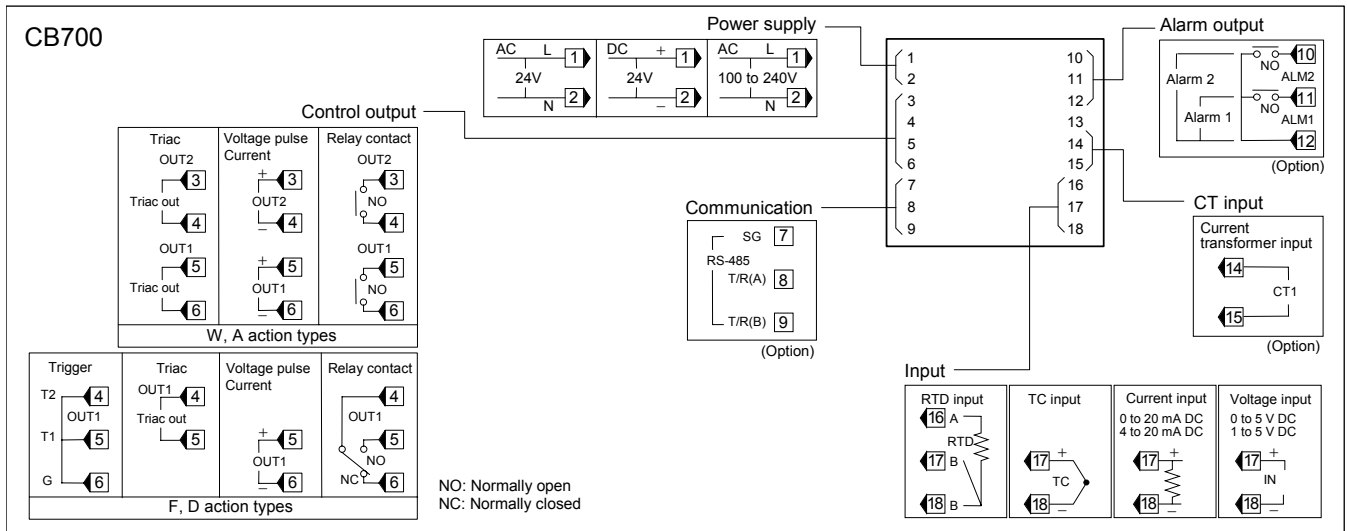 CB700
Power supply
AC L 1
24V
N 2
DC + 1
24V
– 2
AC L 1
100 to 240V
N 2
Control output
Triac
OUT2
3
Triac out
4
OUT1
5
Triac out
6
Voltage pulse
Current
+ 3
OUT2
– 4
+ 5
OUT1
– 6
Relay contact
OUT2
3
NO
4
OUT1
5
NO
6
W, A action types
Trigger
T2 4
OUT1
T1 5
G 6
Triac
OUT1 4
Triac out
5
Voltage pulse
Current
+ 5
OUT1
– 6
Relay contact
4
OUT1
5
NO
NC 6
F, D action types
NO: Normally open
NC: Normally closed
1 10
2 11
3 12
4 13
5 14
6 15
7 16
8 17
9 18
Communication
SG 7
RS-485
T/R(A) 8
T/R(B) 9
(Option)
Alarm output
10
NO
ALM2
Alarm 2
11
NO
ALM1
Alarm 1
12
(Option)
CT input
Current
transformer input
14
CT1
15
(Option)
Input
RTD input
16 A
RTD
17 B
18 B
TC input
17 +
TC
18 –
Current input
0 to 20 mA DC
4 to 20 mA DC
17 +
18 –
Voltage input
0 to 5 V DC
1 to 5 V DC
17 +
IN
18 –